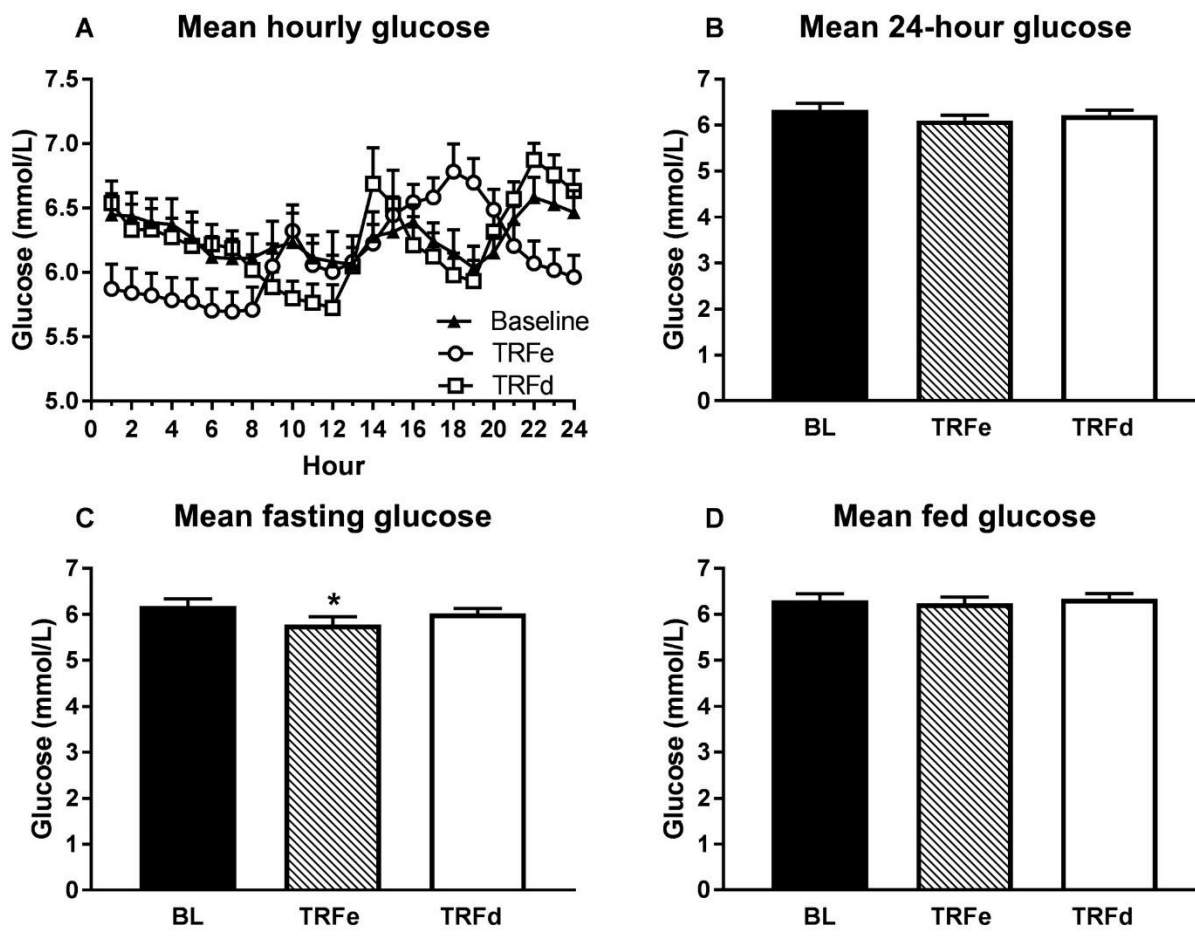 A Mean hourly glucose
7.5
7.0
6.5
6.0
5.5
5.0
Glucose (mmol/L)
0 2 4 6 8 10 12 14 16 18 20 22 24
Hour
Baseline
TRFe
TRFd
B Mean 24-hour glucose
7
6
5
4
3
2
1
0
Glucose (mmol/L)
BL TRFe TRFd
C Mean fasting glucose
7
6
5
4
3
2
1
0
Glucose (mmol/L)
*
BL TRFe TRFd
D Mean fed glucose
7
6
5
4
3
2
1
0
Glucose (mmol/L)
BL TRFe TRFd